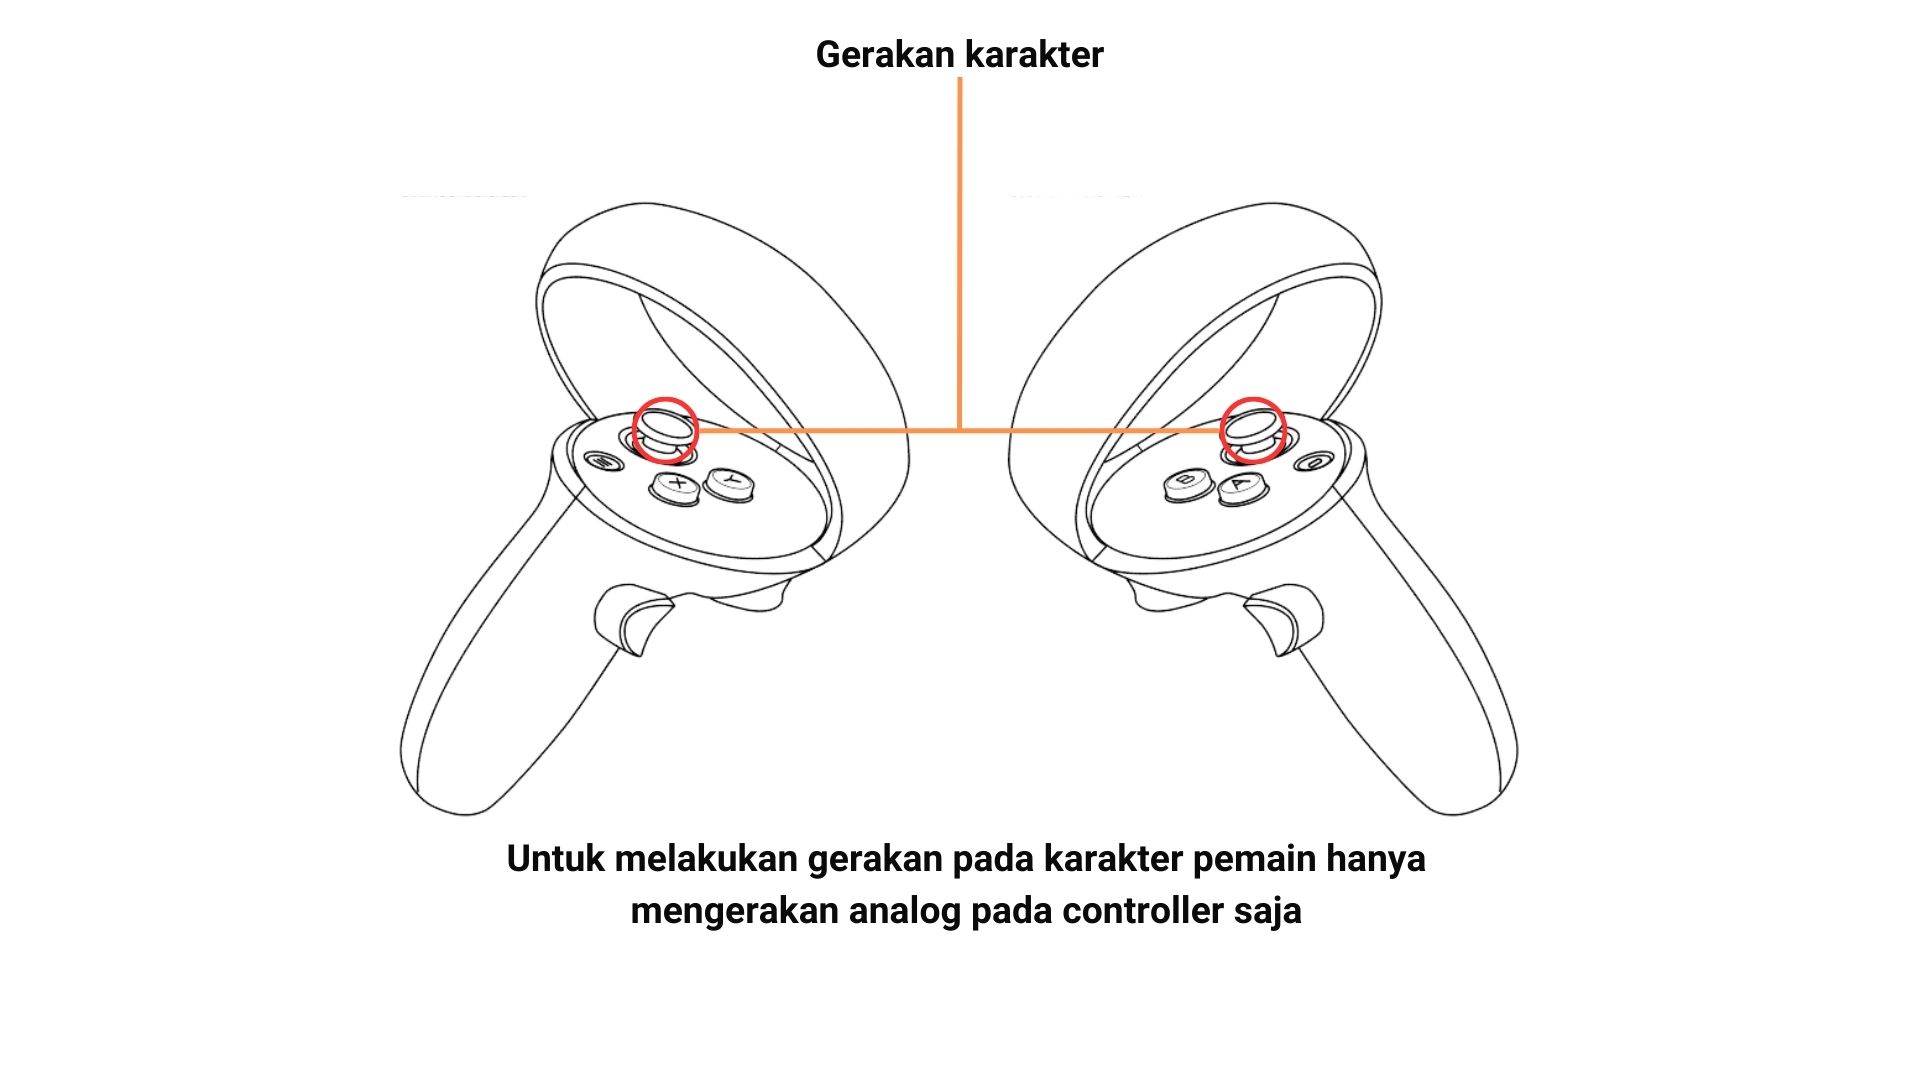 Gerakan karakter
X
Y
B
A
Untuk melakukan gerakan pada karakter pemain hanya
mengerakan analog pada controller saja